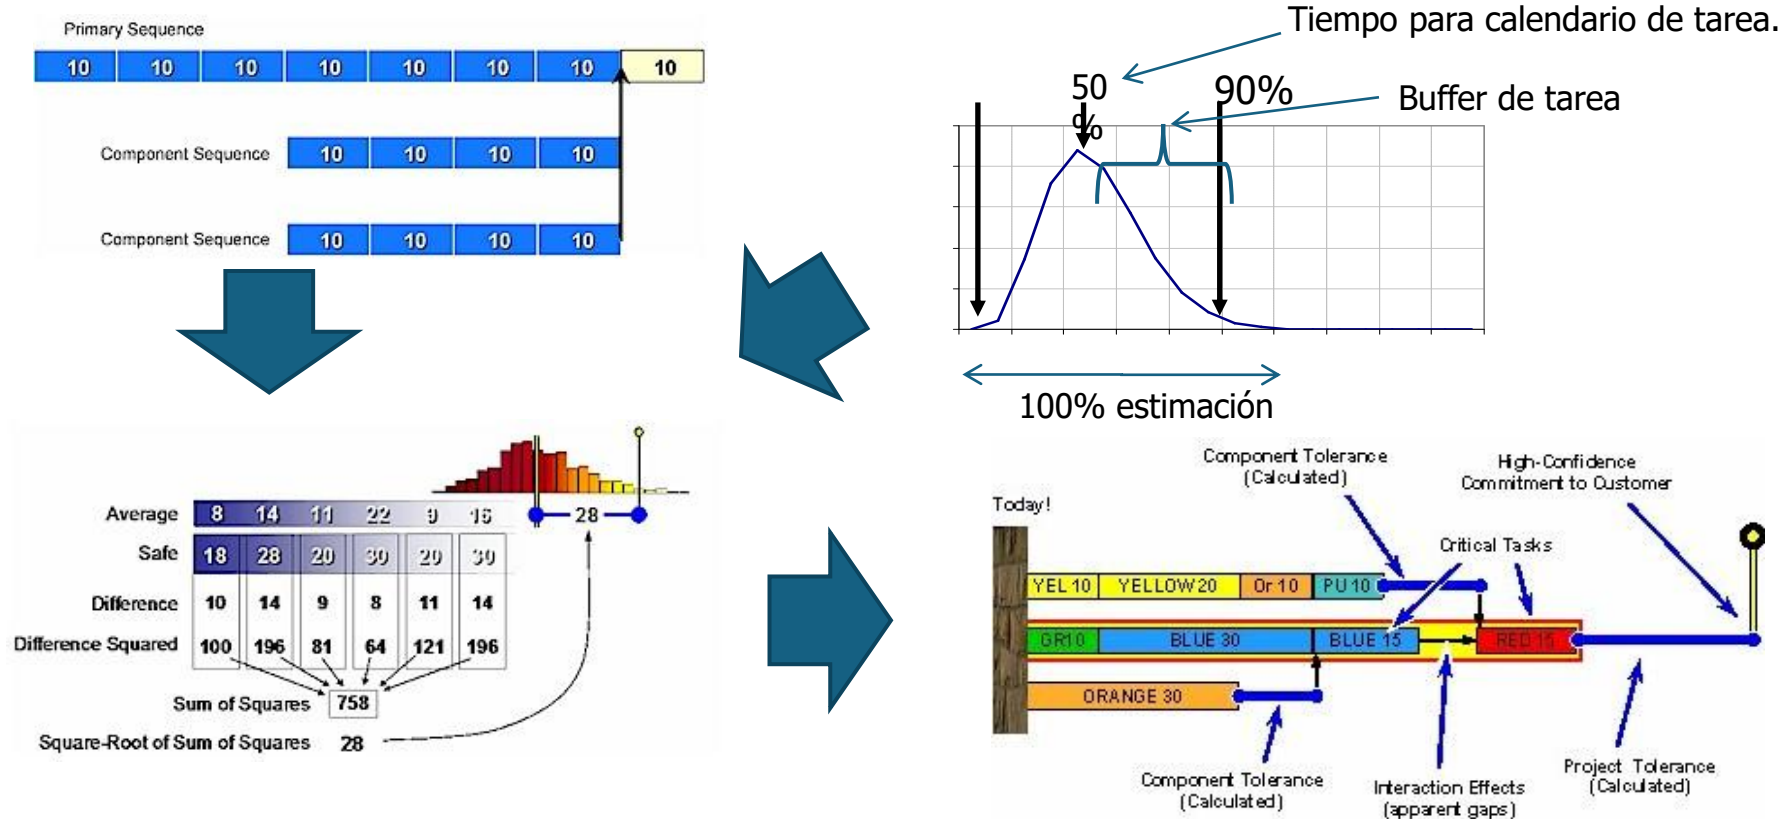 Primary Sequence
10 10 10 10 10 10 10 10
Component Sequence 10 10 10 10
Component Sequence 10 10 10 10
Tiempo para calendario de tarea.
50
%
90%
Buffer de tarea
100% estimación
Average 8 14 11 22 9 16 28
Safe 18 28 20 30 20 30
Difference 10 14 9 8 11 14
Difference Squared 100 196 81 64 121 196
Sum of Squares 758
Square-Root of Sum of Squares 28
Component Tolerance
(Calculated)
High-Confidence
Commitment to Customer
Today!
Critical Tasks
YEL 10 YELLOW 20 Or 10 PU 10
GR10 BLUE 30 BLUE 15 RED 15
ORANGE 30
Component Tolerance
(Calculated)
Interaction Effects
(apparent gaps)
Project Tolerance
(Calculated)